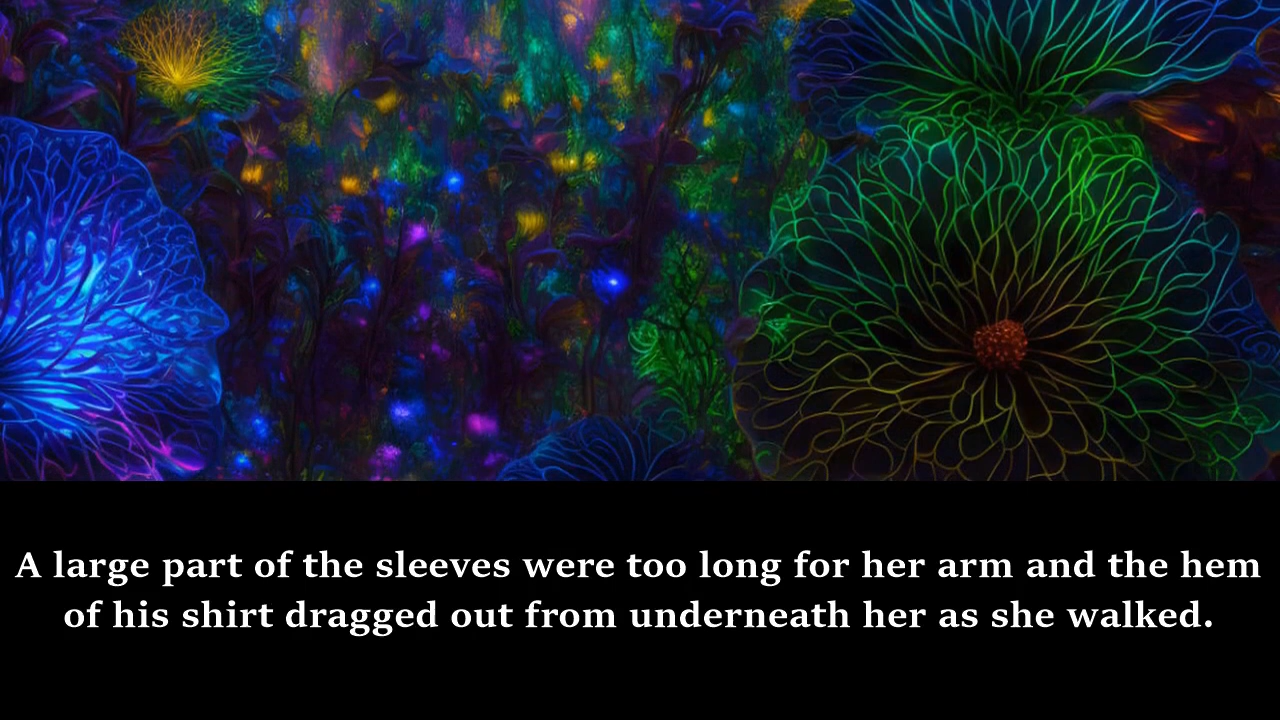 A large part of the sleeves were too long for her arm and the hem
of his shirt dragged out from underneath her as she walked.